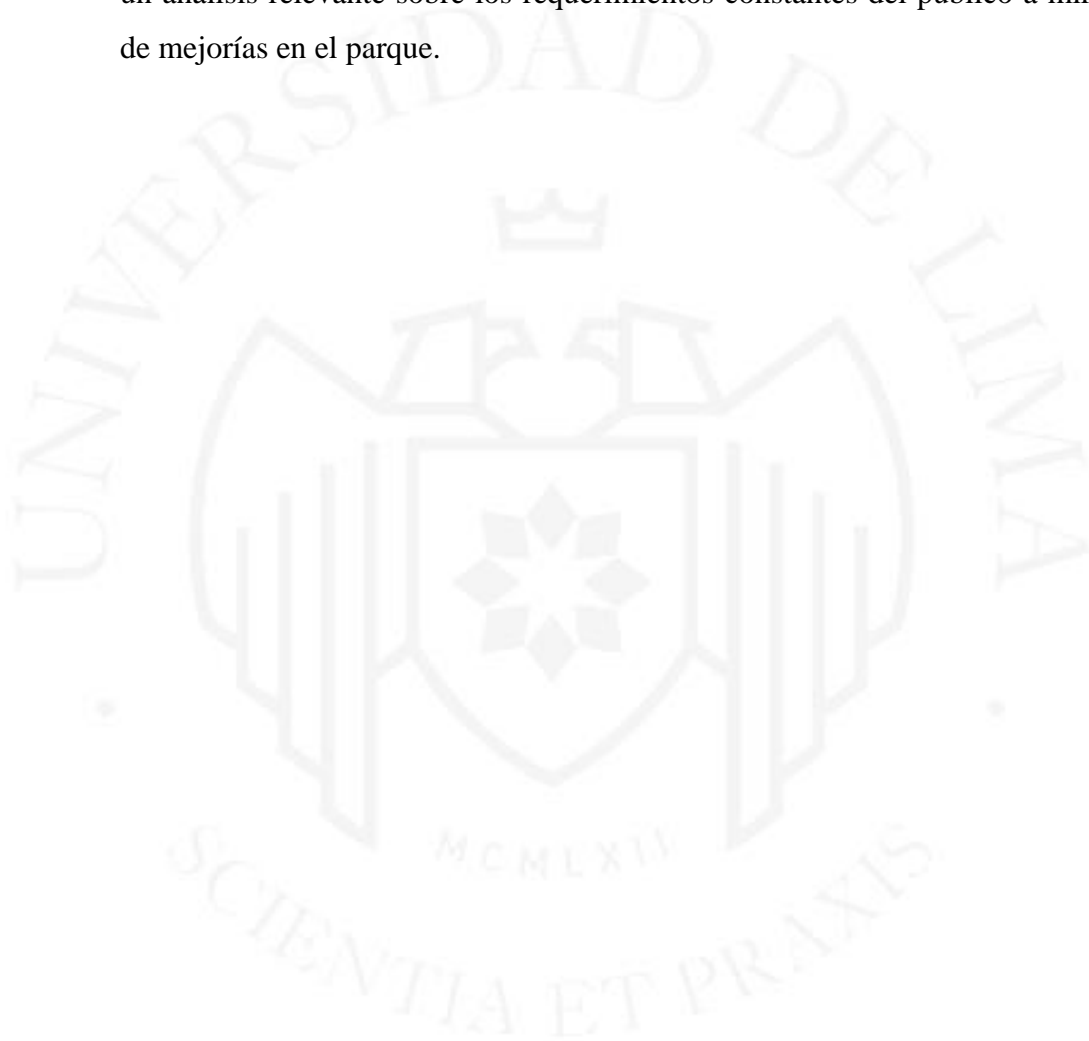 un análisis relevante sobre los requerimientos constantes del público a
de mejorías en el parque.
UNIVERSIDAD DE LIMA
MCMLXII
SCIENTIA ET PRAXIS